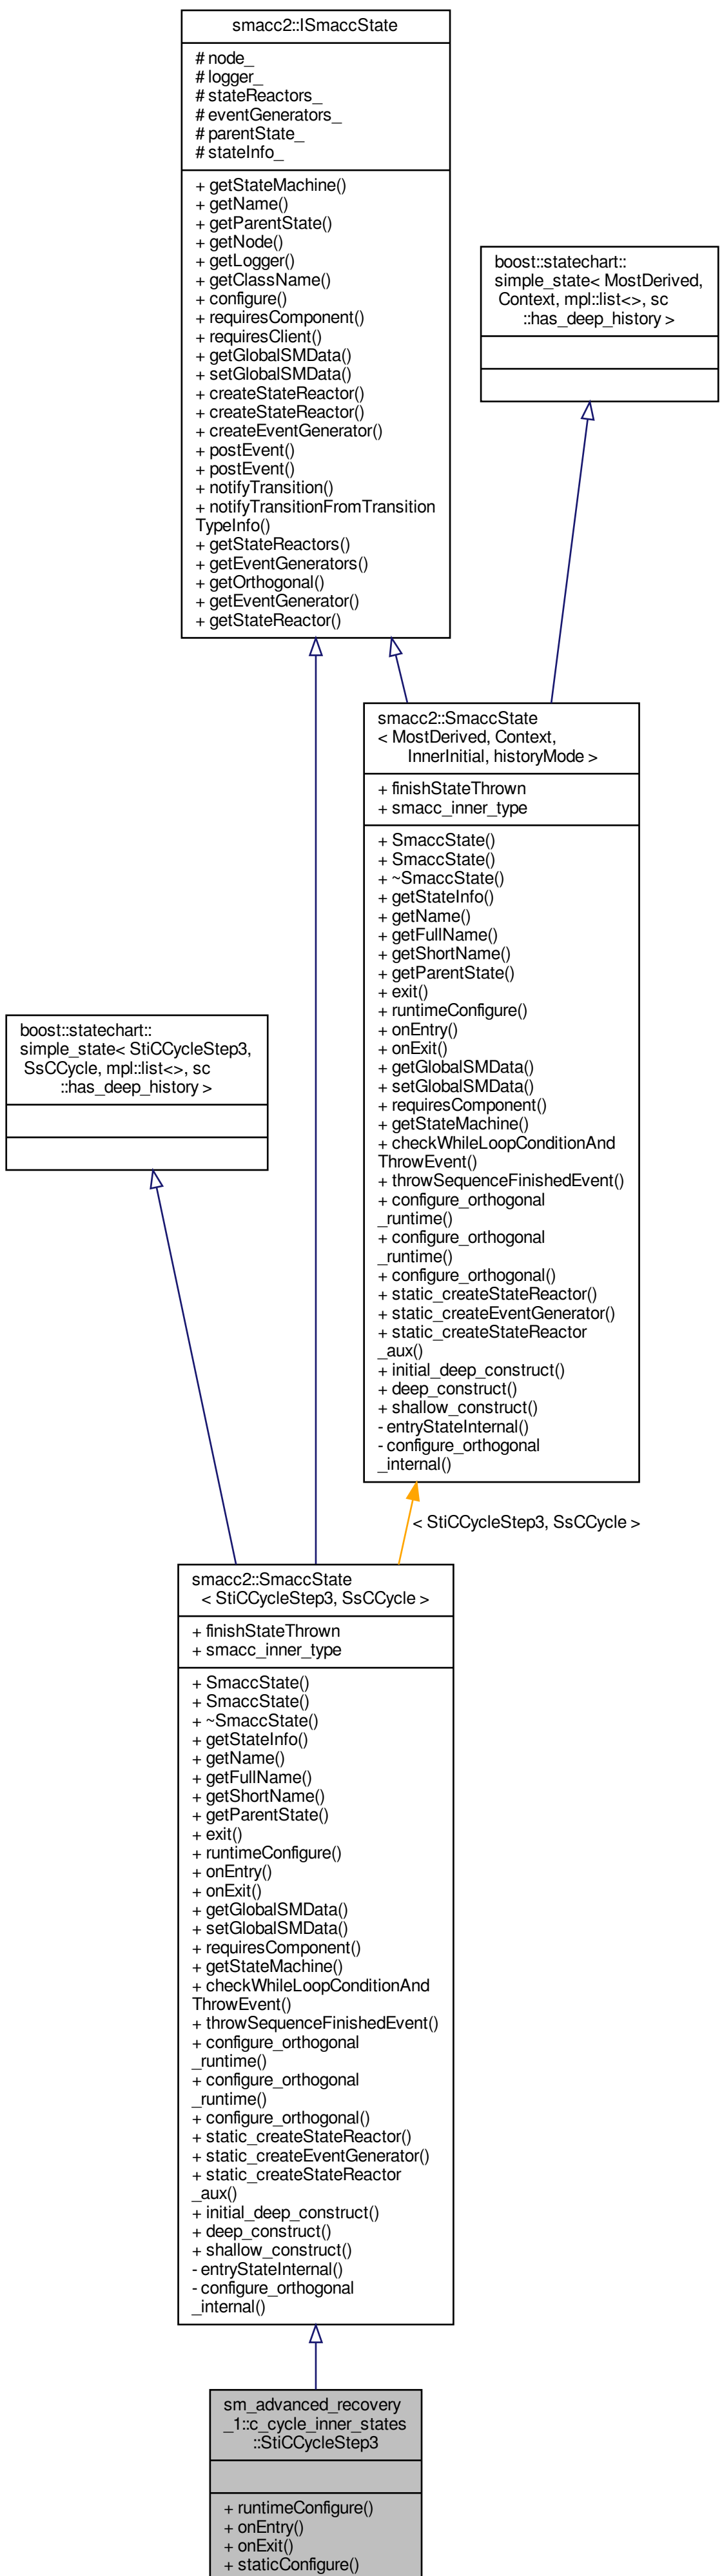 smacc2::ISmaccState
# node_
# logger_
# stateReactors_
# eventGenerators_
# parentState_
# stateInfo_
+ getStateMachine()
+ getName()
+ getParentState()
+ getNode()
+ getLogger()
+ getClassName()
+ configure()
+ requiresComponent()
+ requiresClient()
+ getGlobalSMData()
+ setGlobalSMData()
+ createStateReactor()
+ createStateReactor()
+ createEventGenerator()
+ postEvent()
+ postEvent()
+ notifyTransition()
+ notifyTransitionFromTransition
TypeInfo()
+ getStateReactors()
+ getEventGenerators()
+ getOrthogonal()
+ getEventGenerator()
+ getStateReactor()
boost::statechart::
simple_state< MostDerived,
Context, mpl::list<>, sc
::has_deep_history >
smacc2::SmaccState
< MostDerived, Context,
InnerInitial, historyMode >
+ finishStateThrown
+ smacc_inner_type
+ SmaccState()
+ SmaccState()
+ ~SmaccState()
+ getStateInfo()
+ getName()
+ getFullName()
+ getShortName()
+ getParentState()
+ exit()
+ runtimeConfigure()
+ onEntry()
+ onExit()
+ getGlobalSMData()
+ setGlobalSMData()
+ requiresComponent()
+ getStateMachine()
+ checkWhileLoopConditionAnd
ThrowEvent()
+ throwSequenceFinishedEvent()
+ configure_orthogonal
_runtime()
+ configure_orthogonal
_runtime()
+ configure_orthogonal()
+ static_createStateReactor()
+ static_createEventGenerator()
+ static_createStateReactor
_aux()
+ initial_deep_construct()
+ deep_construct()
+ shallow_construct()
- entryStateInternal()
- configure_orthogonal
_internal()
boost::statechart::
simple_state< StiCCycleStep3,
SsCCycle, mpl::list<>, sc
::has_deep_history >
< StiCCycleStep3, SsCCycle >
smacc2::SmaccState
< StiCCycleStep3, SsCCycle >
+ finishStateThrown
+ smacc_inner_type
+ SmaccState()
+ SmaccState()
+ ~SmaccState()
+ getStateInfo()
+ getName()
+ getFullName()
+ getShortName()
+ getParentState()
+ exit()
+ runtimeConfigure()
+ onEntry()
+ onExit()
+ getGlobalSMData()
+ setGlobalSMData()
+ requiresComponent()
+ getStateMachine()
+ checkWhileLoopConditionAnd
ThrowEvent()
+ throwSequenceFinishedEvent()
+ configure_orthogonal
_runtime()
+ configure_orthogonal
_runtime()
+ configure_orthogonal()
+ static_createStateReactor()
+ static_createEventGenerator()
+ static_createStateReactor
_aux()
+ initial_deep_construct()
+ deep_construct()
+ shallow_construct()
- entryStateInternal()
- configure_orthogonal
_internal()
sm_advanced_recovery
_1::c_cycle_inner_states
::StiCCycleStep3
+ runtimeConfigure()
+ onEntry()
+ onExit()
+ staticConfigure()